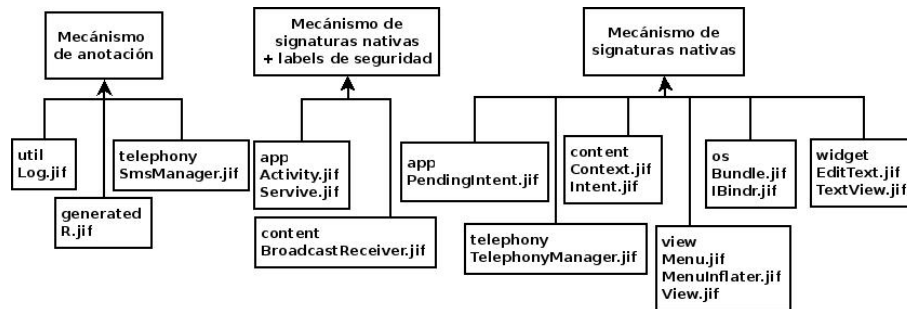 Mecánismo
de anotación
Mecánismo de
signaturas nativas
+ labels de seguridad
Mecánismo de
signaturas nativas
util
Log.jif
telephony
SmsManager.jif
generated
R.jif
app
Activity.jif
Servive.jif
content
BroadcastReceiver.jif
app
PendingIntent.jif
content
Context.jif
Intent.jif
os
Bundle.jif
IBindr.jif
widget
EditText.jif
TextView.jif
telephony
TelephonyManager.jif
view
Menu.jif
MenuInflater.jif
View.jif